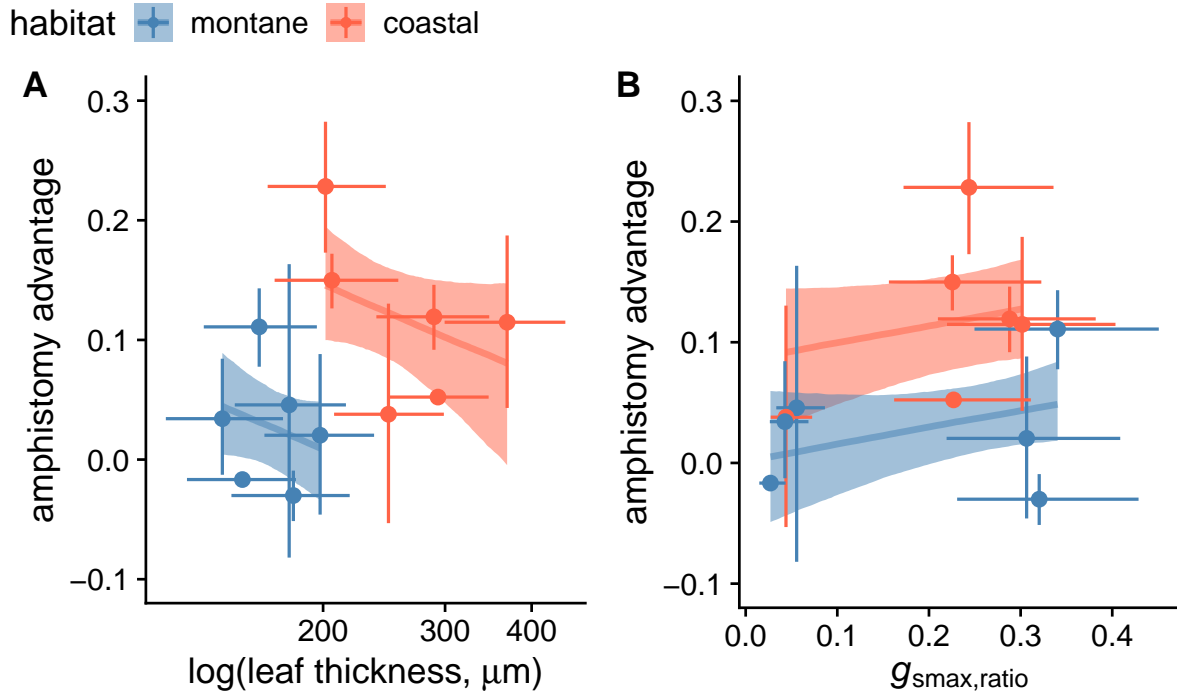 habitat montane coastal
A
0.3
0.2
0.1
0.0
−0.1
amphistomy advantage
200 300 400
log(leaf thickness, μm)
B
0.3
0.2
0.1
0.0
−0.1
amphistomy advantage
0.0 0.1 0.2 0.3 0.4
gsmax,ratio